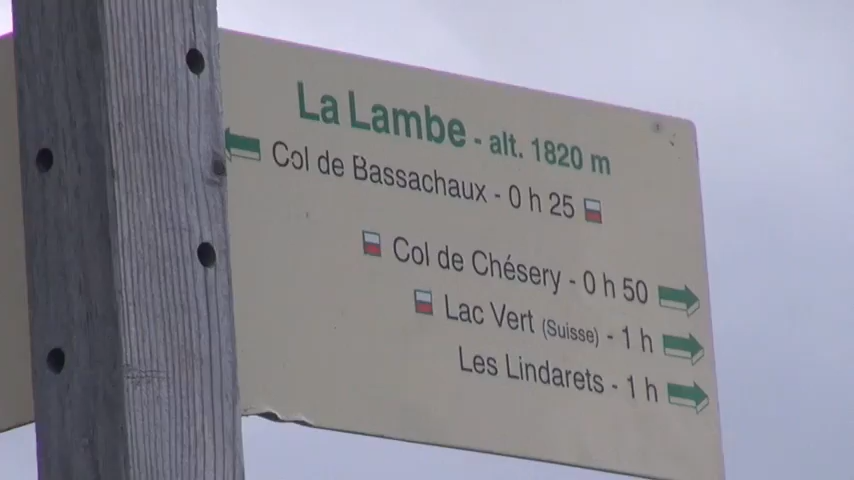 La Lambe - alt. 1820 m
Col de Bassachaux - 0 h 25
Col de Chésery - 0 h 50
Lac Vert (Suisse) - 1 h
Les Lindarets - 1 h